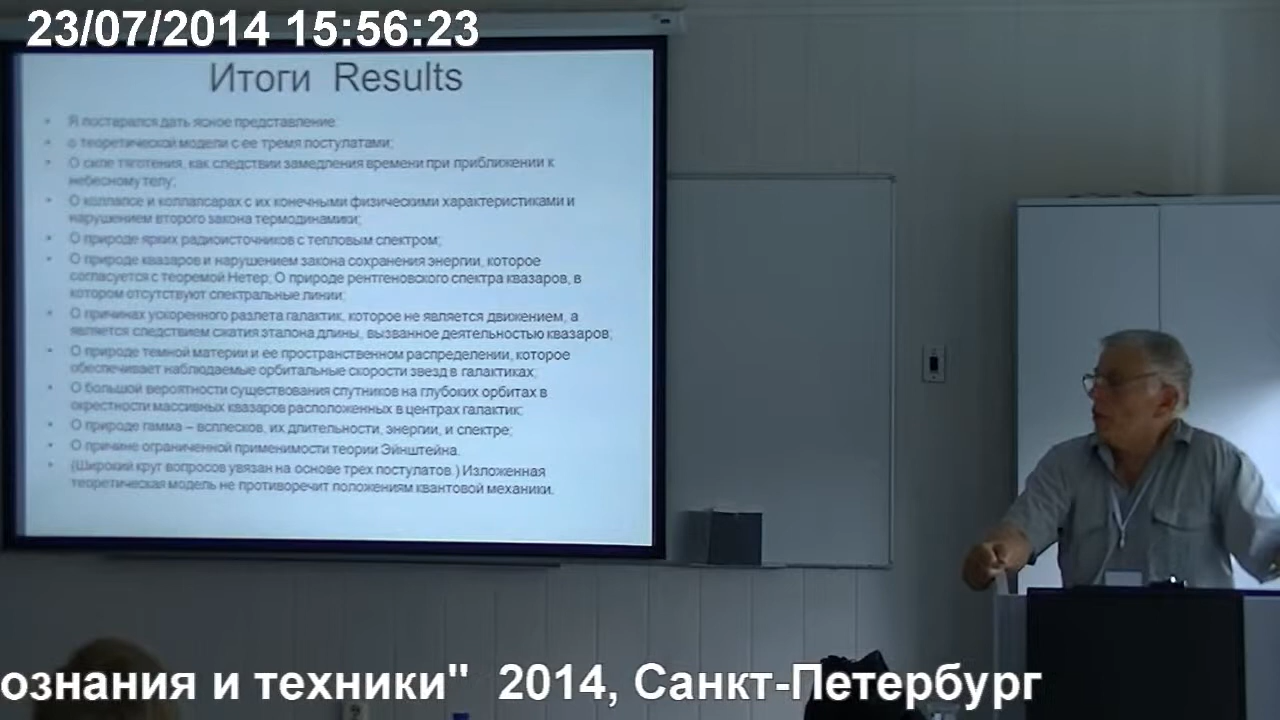 23/07/2014 15:56:23
Итоги Results
• Я постарался дать ясное представление:
• о теоретической модели с ее тремя постулатами;
• О силе тяготения, как следствии замедления времени при приближении к
небесному телу;
• О коллапсе и коллапсарах с их конечными физическими характеристиками и
нарушением второго закона термодинамики;
• О природе ярких радиоисточников с тепловым спектром;
• О природе квазаров и нарушением закона сохранения энергии, которое
согласуется с теоремой Нетер. О природе рентгеновского спектра квазаров, в
котором отсутствуют спектральные линии;
• О причинах ускоренного разлета галактик, которое не является движением, а
является следствием сжатия эталона длины, вызванное деятельностью квазаров;
• О природе темной материи и ее пространственном распределении, которое
обеспечивает наблюдаемые орбитальные скорости звезд в галактиках;
• О большой вероятности существования спутников на глубоких орбитах в
окрестности массивных квазаров расположенных в центрах галактик;
• О природе гамма – всплесков, их длительности, энергии, и спектре;
• О причине ограниченной применимости теории Эйнштейна.
• (Широкий круг вопросов увязан на основе трех постулатов.) Изложенная
теоретическая модель не противоречит положениям квантовой механики.
ознания и техники" 2014, Санкт-Петербург